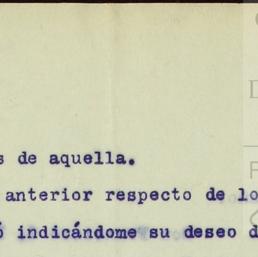 s de aquella.
anterior respecto de lo
ó indicándome su deseo d